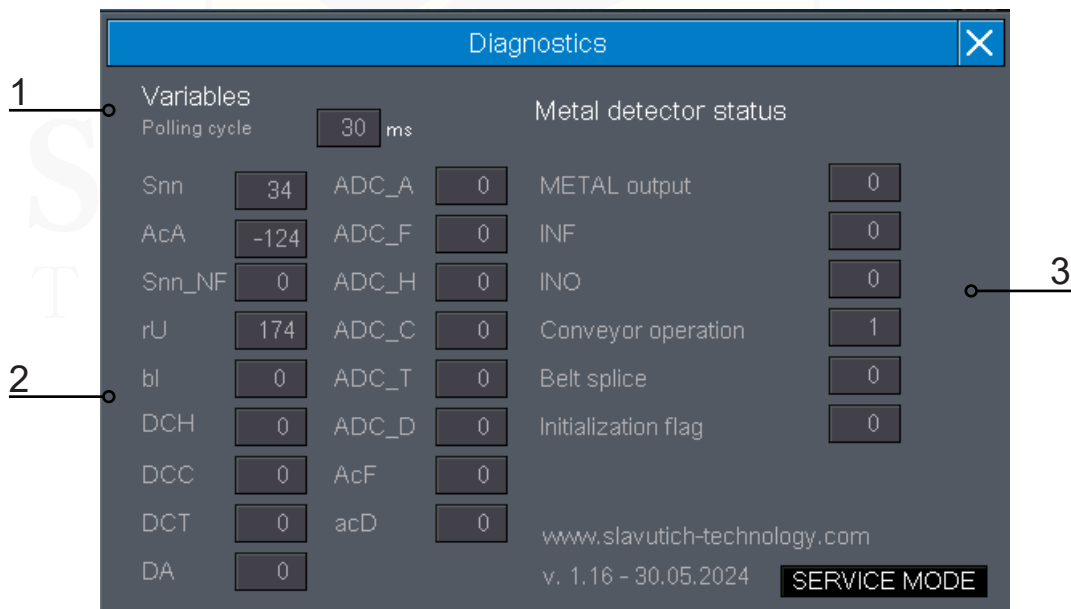 Diagnostics
1
Variables
Polling cycle 30 ms
Metal detector status
Snn 34 ADC_A 0 METAL output 0
AcA -124 ADC_F 0 INF 0
Snn_NF 0 ADC_H 0 INO 0
3
rU 174 ADC_C 0 Conveyor operation 1
2
bI 0 ADC_T 0 Belt splice 0
DCH 0 ADC_D 0 Initialization flag 0
DCC 0 AcF 0
DCT 0 acD 0 www.slavutich-technology.com
DA 0 v. 1.16 - 30.05.2024 SERVICE MODE
S
T